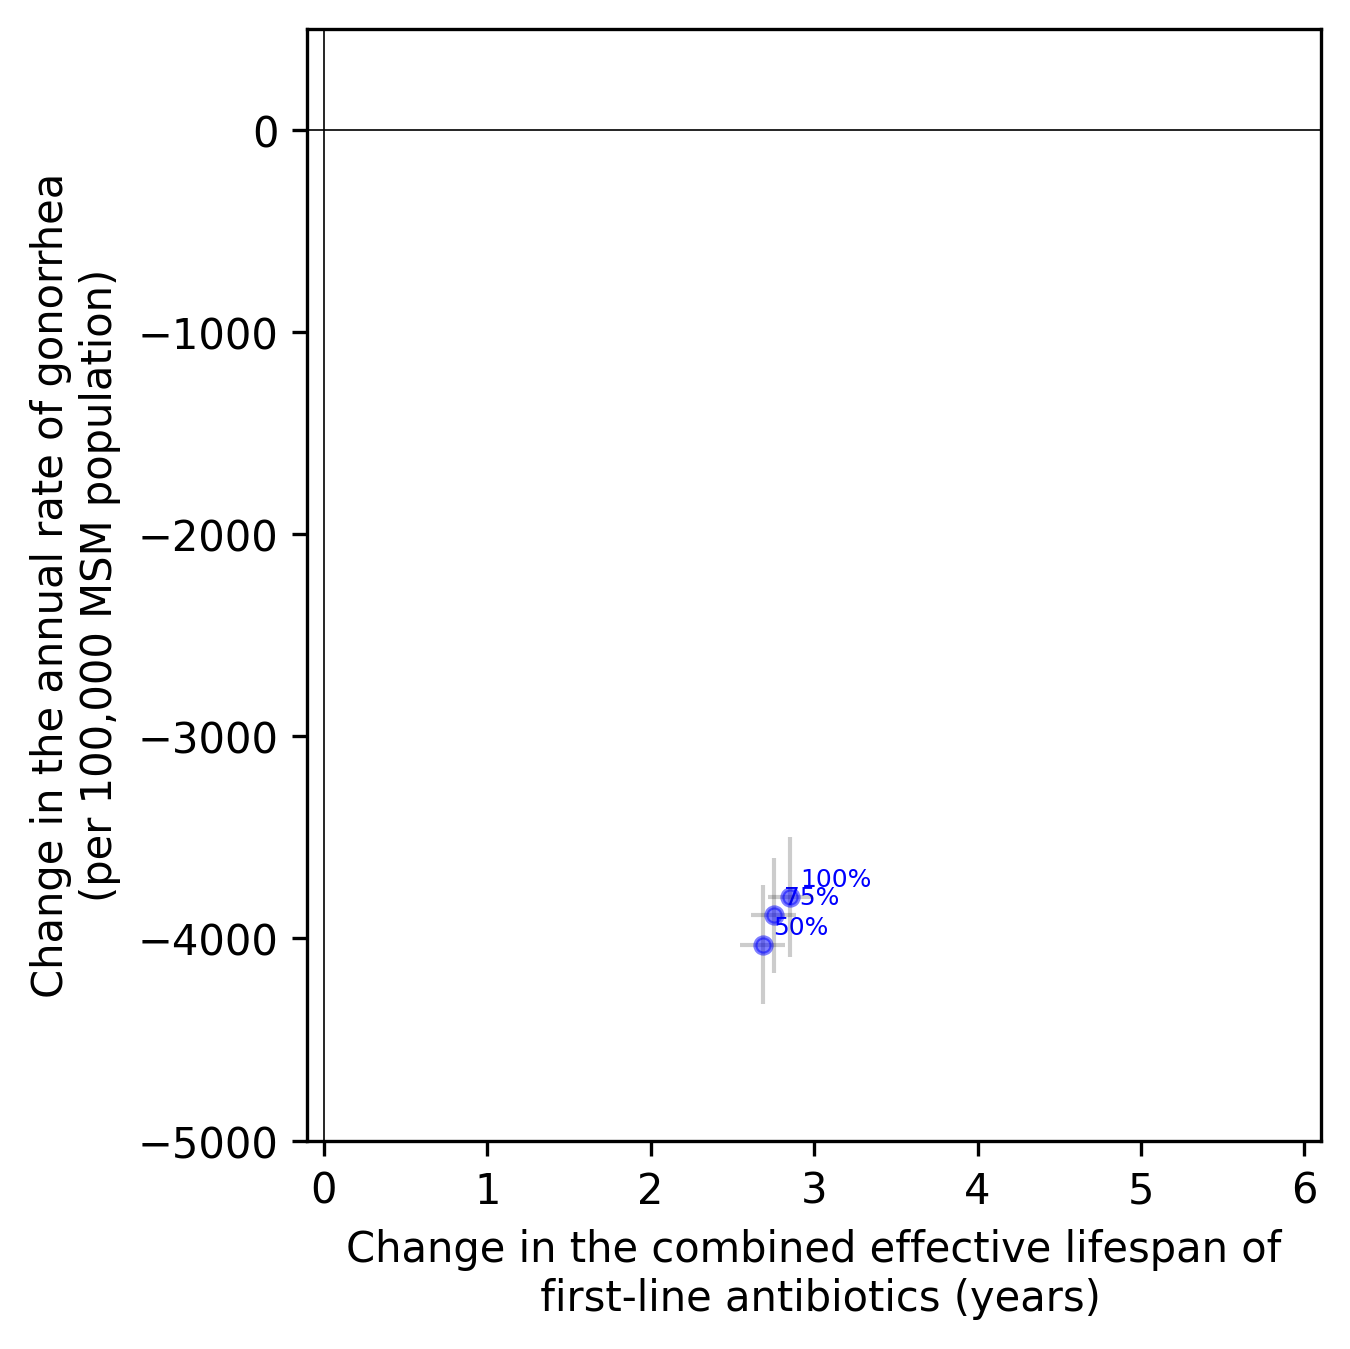 Change in the annual rate of gonorrhea
(per 100,000 MSM population)
0
−1000
−2000
−3000
−4000
−5000
100%
75%
50%
0 1 2 3 4 5 6
Change in the combined effective lifespan of
first-line antibiotics (years)